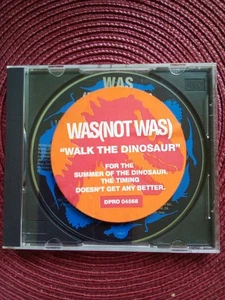 WAS
WAS (NOT WAS)
"WALK THE DINOSAUR"
FOR THE
SUMMER OF THE DINOSAUR,
THE TIMING
DOESN'T GET ANY BETTER.
DPRO 04568